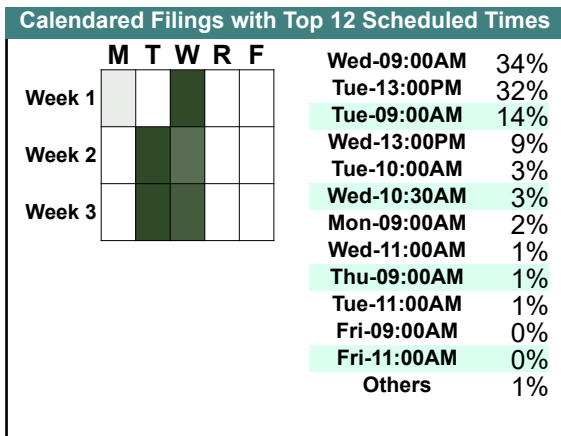 Calendared Filings with Top 12 Scheduled Times
M T W R F
Week 1
Week 2
Week 3
Wed-09:00AM 34%
Tue-13:00PM 32%
Tue-09:00AM 14%
Wed-13:00PM 9%
Tue-10:00AM 3%
Wed-10:30AM 3%
Mon-09:00AM 2%
Wed-11:00AM 1%
Thu-09:00AM 1%
Tue-11:00AM 1%
Fri-09:00AM 0%
Fri-11:00AM 0%
Others 1%